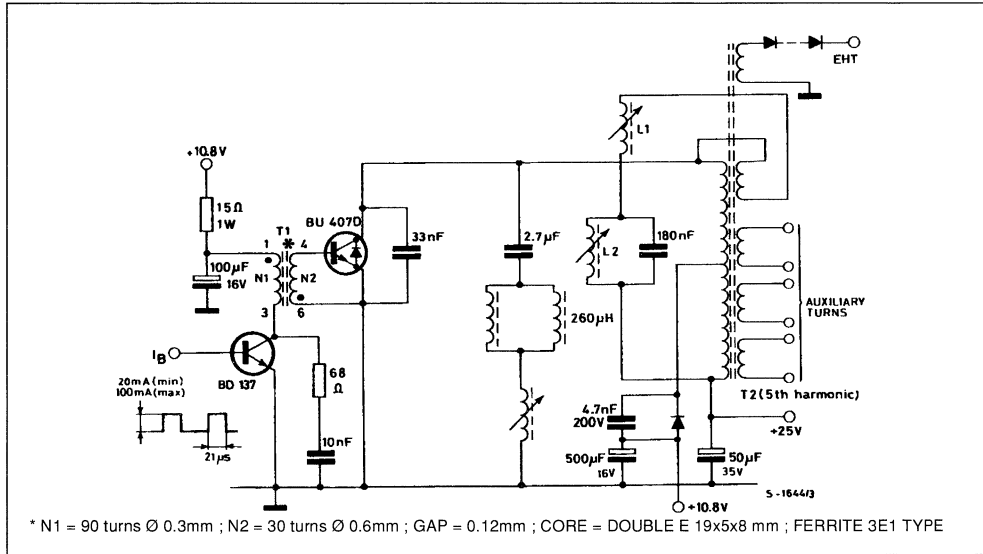 EHT
L1
+10.8V
15Ω
1W
T1
*
BU 407D
1
4
33nF
2.7µF
L2
180nF
100µF
16V
N1
N2
3
6
260µH
AUXILIARY
TURNS
IB
BD 137
68
Ω
T2(5th harmonic)
20mA(min)
100mA(max)
4.7nF
200V
+25V
10nF
21µs
500µF
16V
50µF
35V
+10.8V
S-1644/3
* N1 = 90 turns Ø 0.3mm ; N2 = 30 turns Ø 0.6mm ; GAP = 0.12mm ; CORE = DOUBLE E 19x5x8 mm ; FERRITE 3E1 TYPE